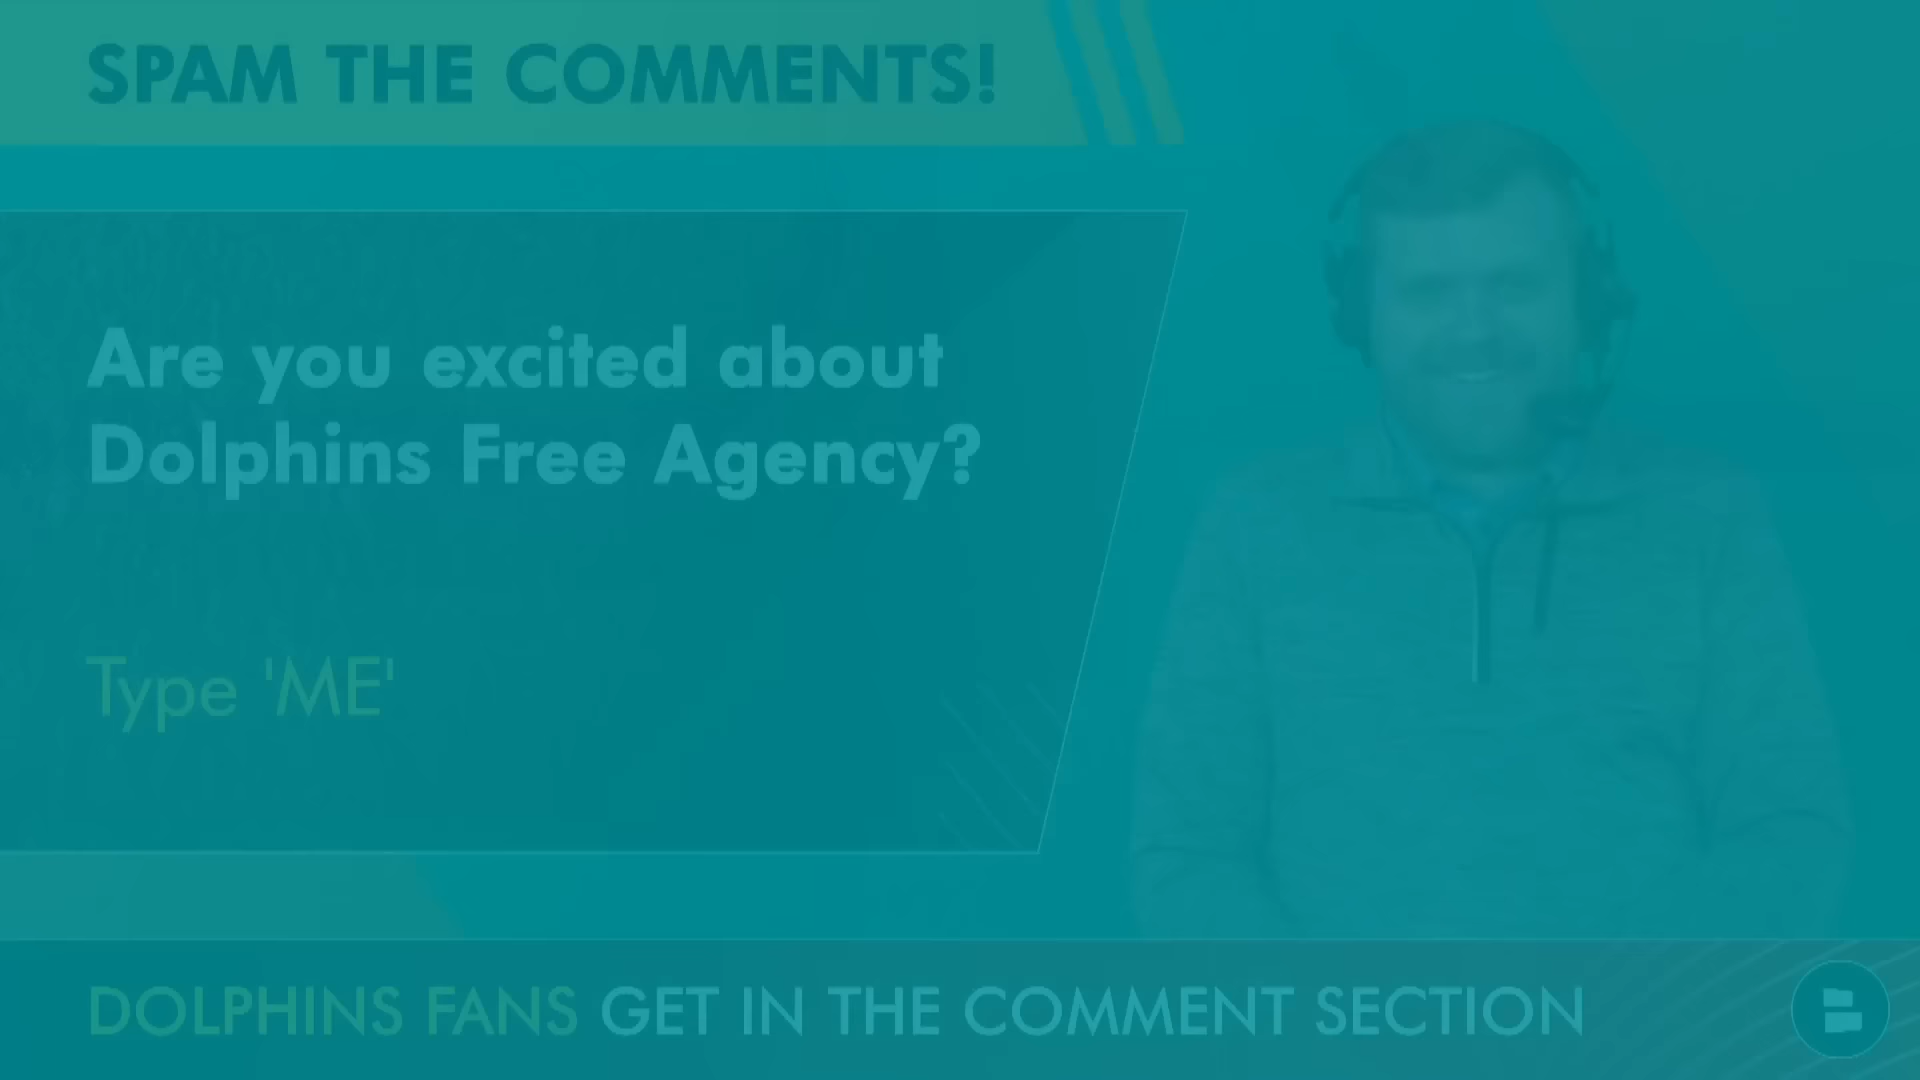 SPAM THE COMMENTS!
Are you excited about
Dolphins Free Agency?
Type 'ME'
DOLPHINS FANS GET IN THE COMMENT SECTION